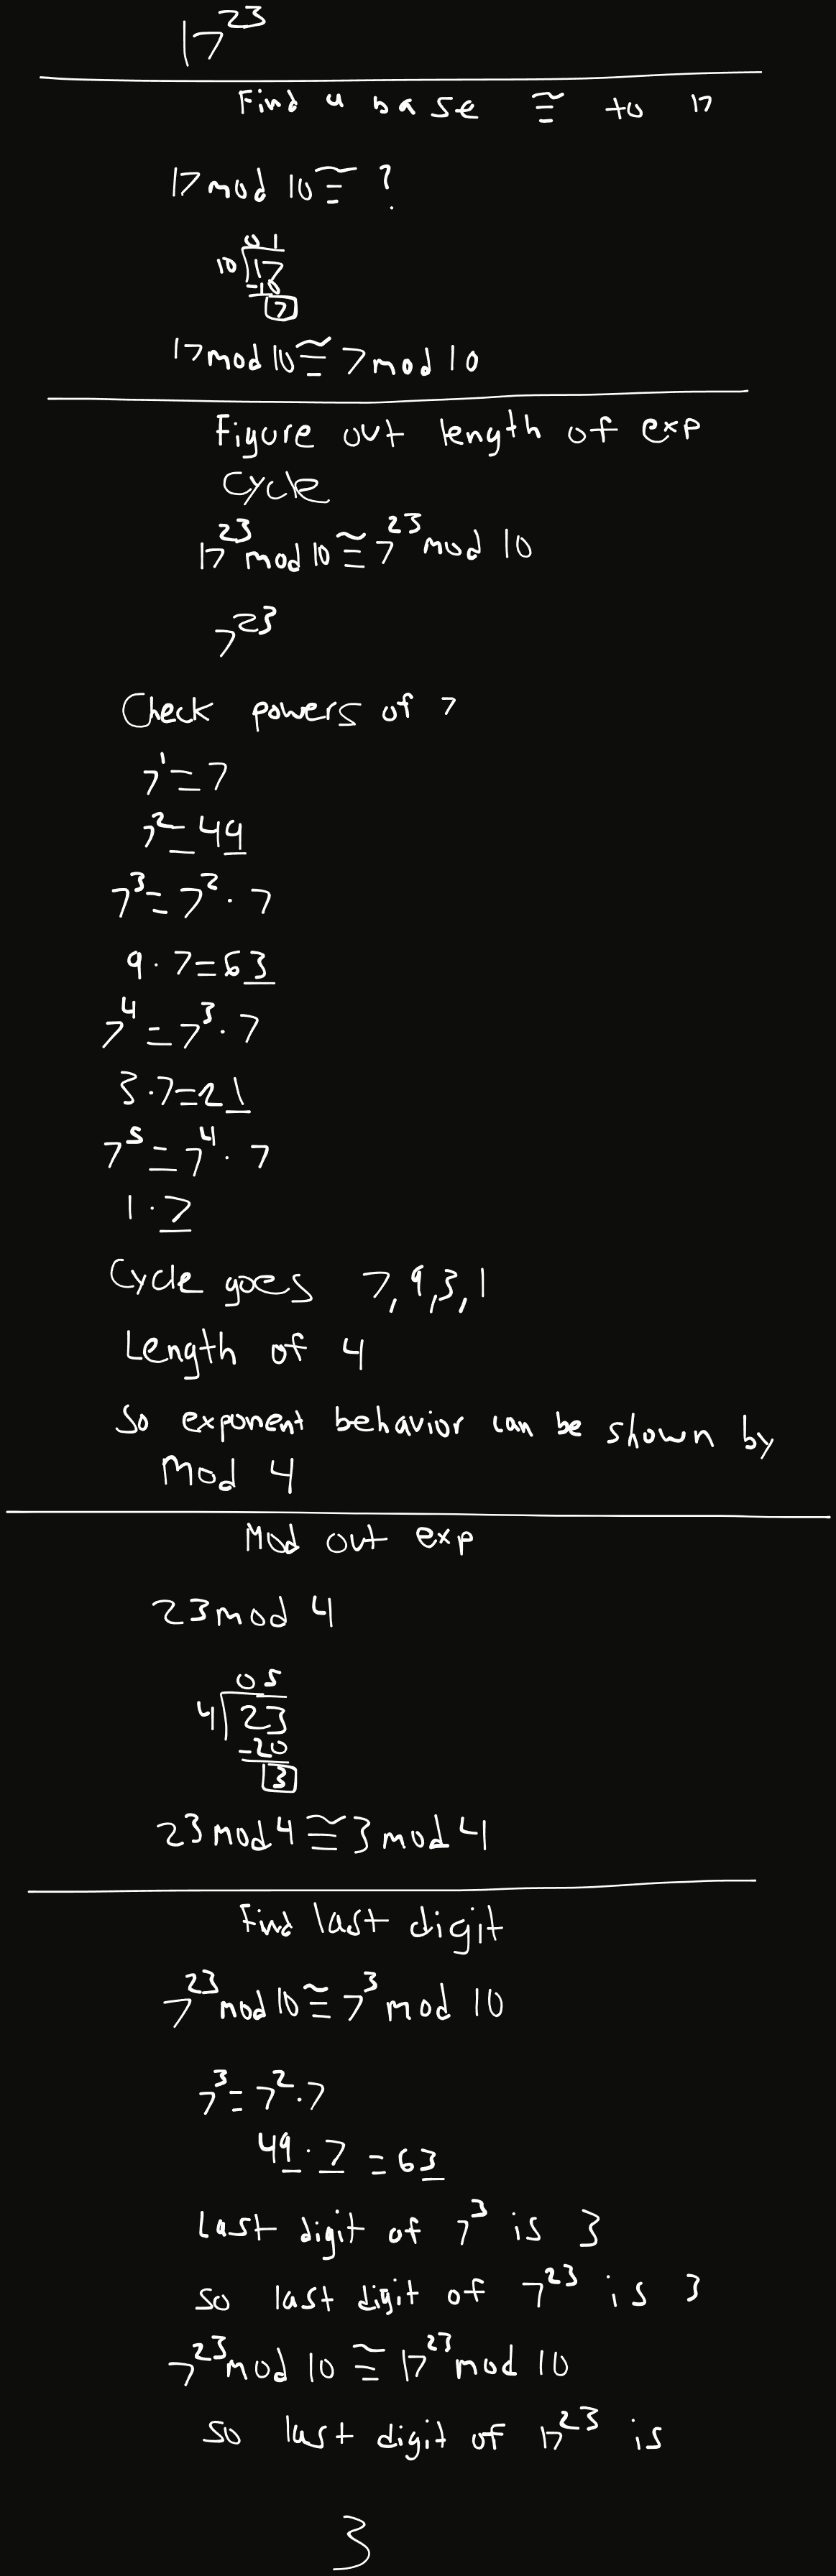 17^23
Find a base ≅ to 17
17 mod 10 ≅ ?
01
10)17
-10
7
17 mod 10 ≅ 7 mod 10
Figure out length of exp
cycle
17^23 mod 10 ≅ 7^23 mod 10
7^23
Check powers of 7
7^1 = 7
7^2 = 49
7^3 = 7^2 · 7
9 · 7 = 63
7^4 = 7^3 · 7
3 · 7 = 21
7^5 = 7^4 · 7
1 · 7
Cycle goes 7, 9, 3, 1
Length of 4
So exponent behavior can be shown by
Mod 4
Mod out exp
23 mod 4
05
4)23
-20
3
23 mod 4 ≅ 3 mod 4
Find last digit
7^23 mod 10 ≅ 7^3 mod 10
7^3 = 7^2 · 7
49 · 7 = 63
Last digit of 7^3 is 3
so last digit of 7^23 is 3
7^23 mod 10 ≅ 17^23 mod 10
so last digit of 17^23 is
3